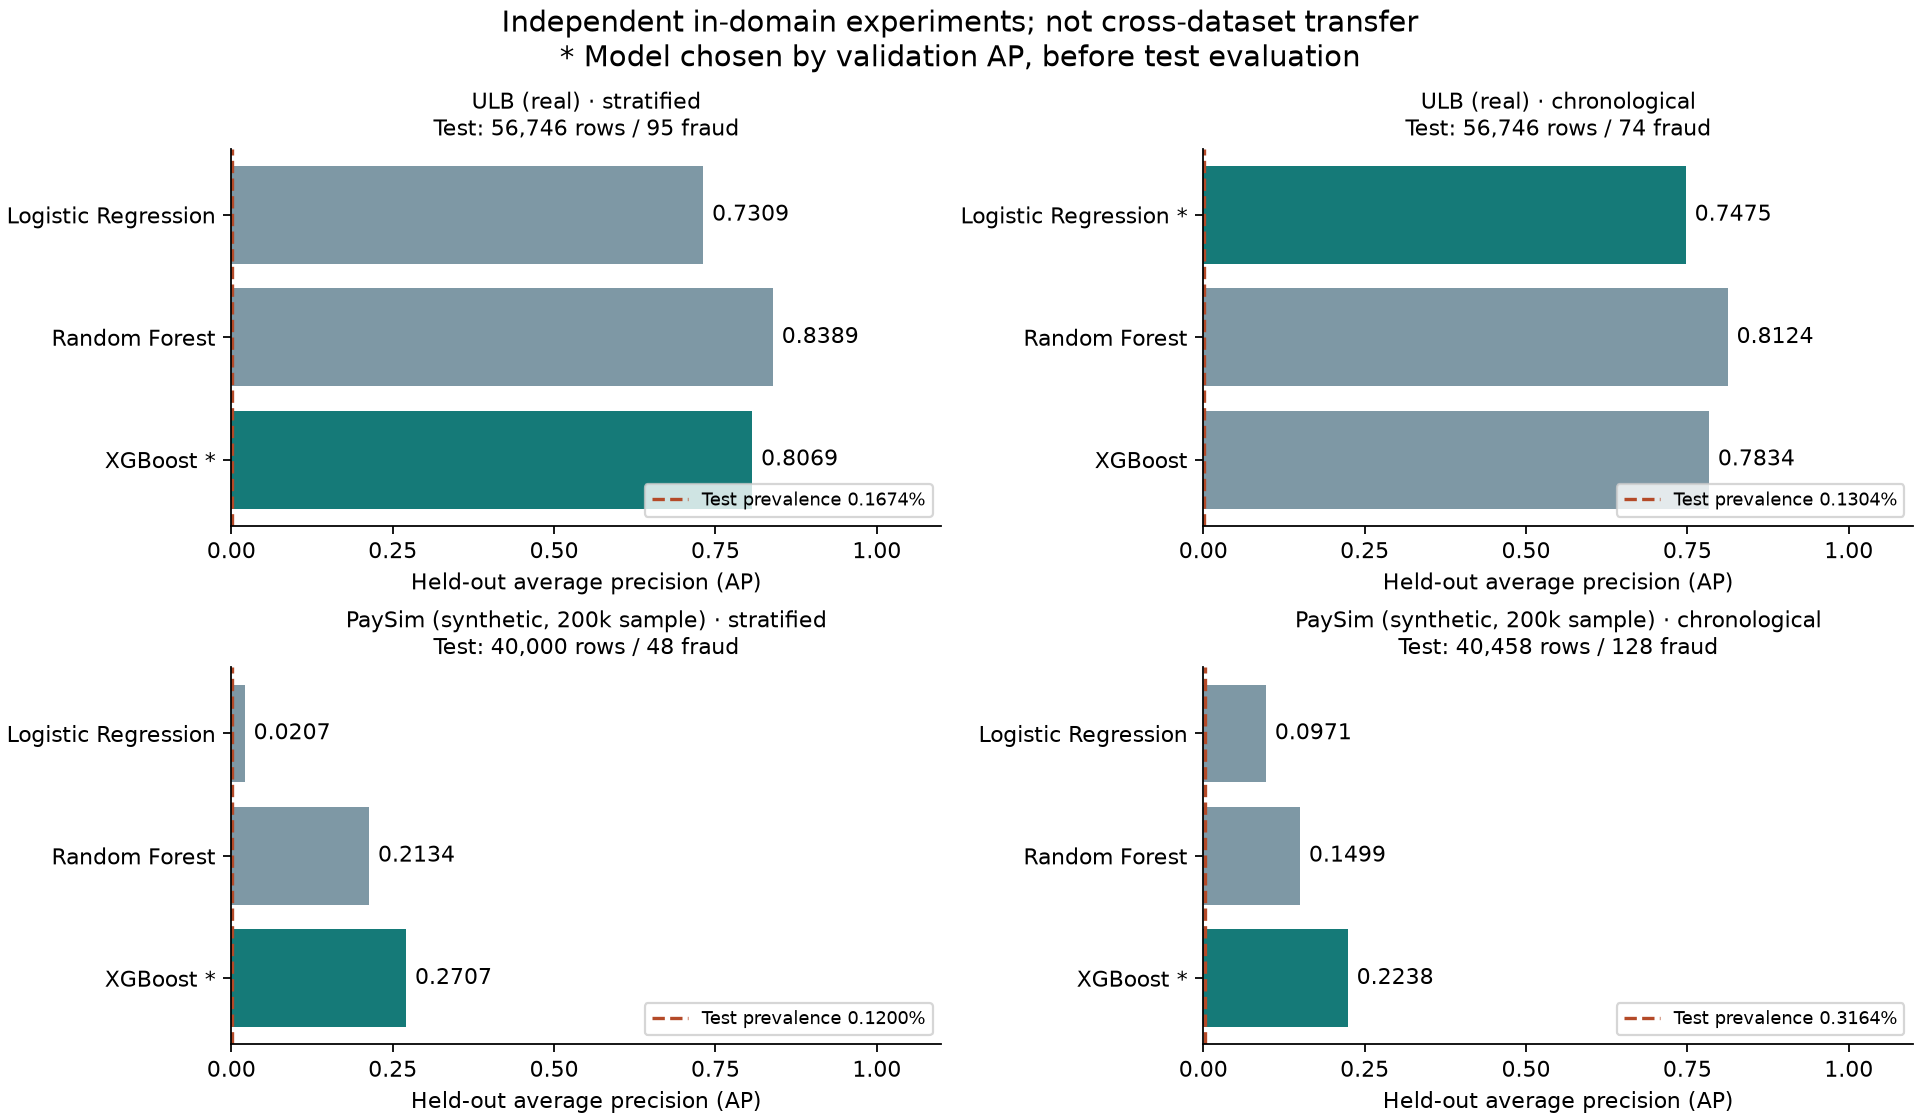 Independent in-domain experiments; not cross-dataset transfer
* Model chosen by validation AP, before test evaluation
ULB (real) · stratified
Test: 56,746 rows / 95 fraud
Logistic Regression
0.7309
Random Forest
0.8389
XGBoost *
0.8069
Test prevalence 0.1674%
0.00 0.25 0.50 0.75 1.00
Held-out average precision (AP)
ULB (real) · chronological
Test: 56,746 rows / 74 fraud
Logistic Regression *
0.7475
Random Forest
0.8124
XGBoost
0.7834
Test prevalence 0.1304%
0.00 0.25 0.50 0.75 1.00
Held-out average precision (AP)
PaySim (synthetic, 200k sample) · stratified
Test: 40,000 rows / 48 fraud
Logistic Regression
0.0207
Random Forest
0.2134
XGBoost *
0.2707
Test prevalence 0.1200%
0.00 0.25 0.50 0.75 1.00
Held-out average precision (AP)
PaySim (synthetic, 200k sample) · chronological
Test: 40,458 rows / 128 fraud
Logistic Regression
0.0971
Random Forest
0.1499
XGBoost *
0.2238
Test prevalence 0.3164%
0.00 0.25 0.50 0.75 1.00
Held-out average precision (AP)